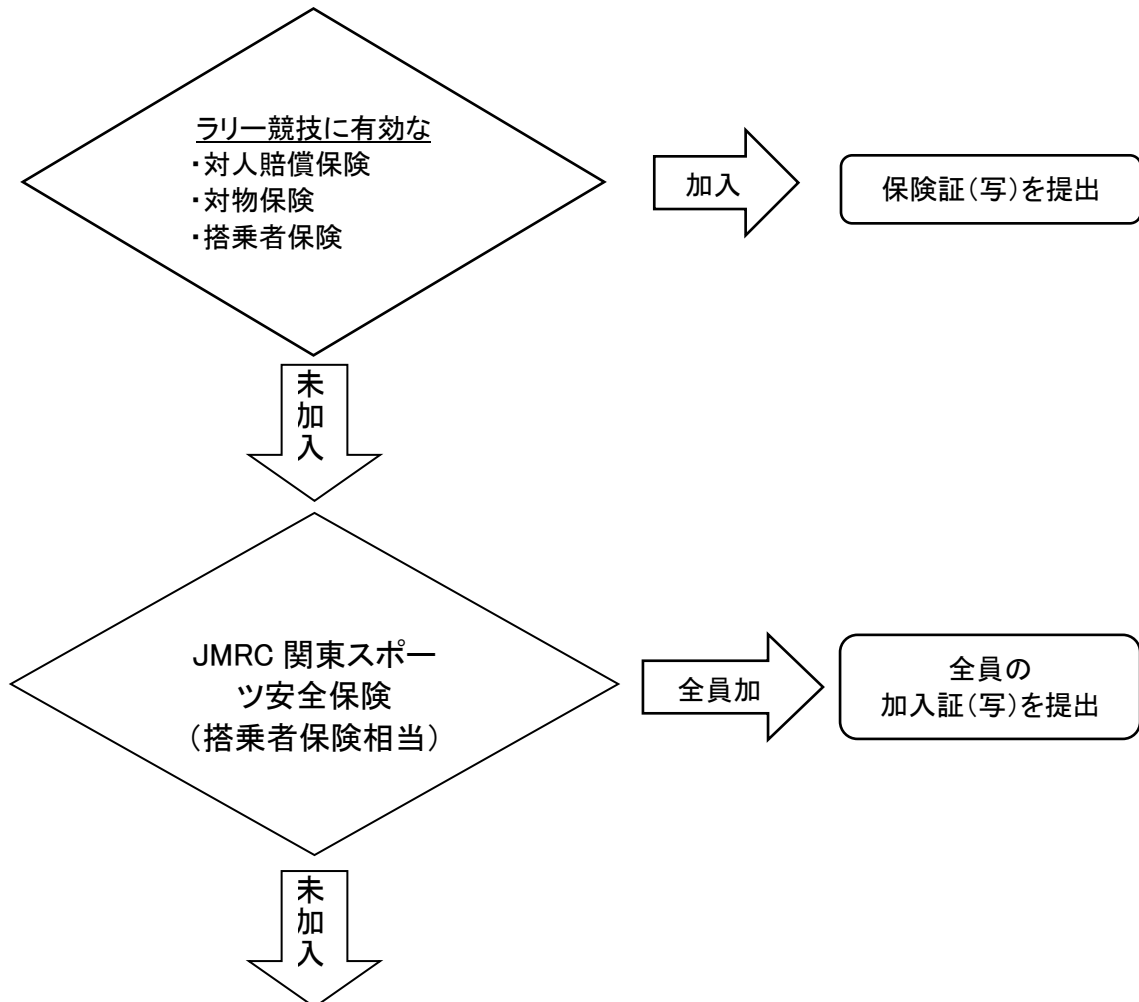 ラリー競技に有効な
・対人賠償保険
・対物保険
・搭乗者保険
加入
保険証（写）を提出
未
加
入
JMRC 関東スポー
ツ安全保険
（搭乗者保険相当）
全員加
全員の
加入証（写）を提出
未
加
入